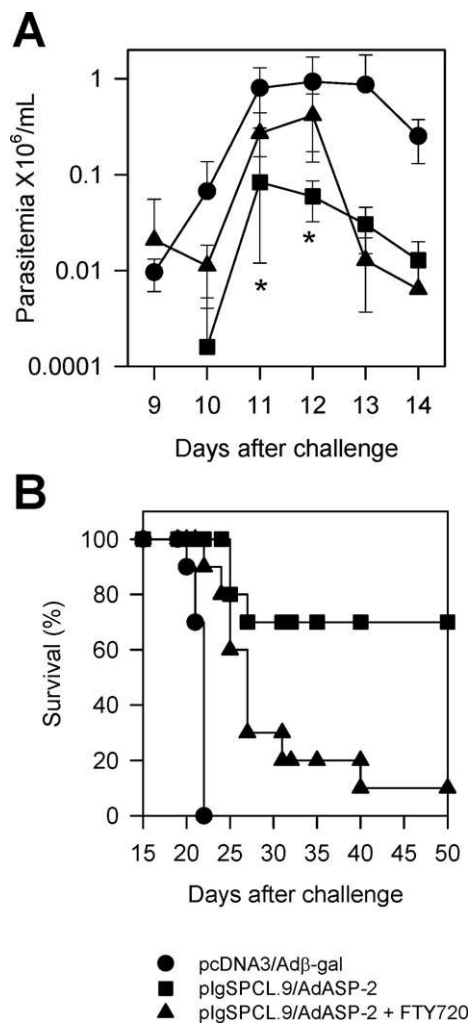 A
Parasitemia X10⁶/mL
1
0.1
0.01
0.0001
*
*
9 10 11 12 13 14
Days after challenge
B
Survival (%)
100
80
60
40
20
0
15 20 25 30 35 40 45 50
Days after challenge
pcDNA3/Adβ-gal
pIgSPCL.9/AdASP-2
pIgSPCL.9/AdASP-2 + FTY720